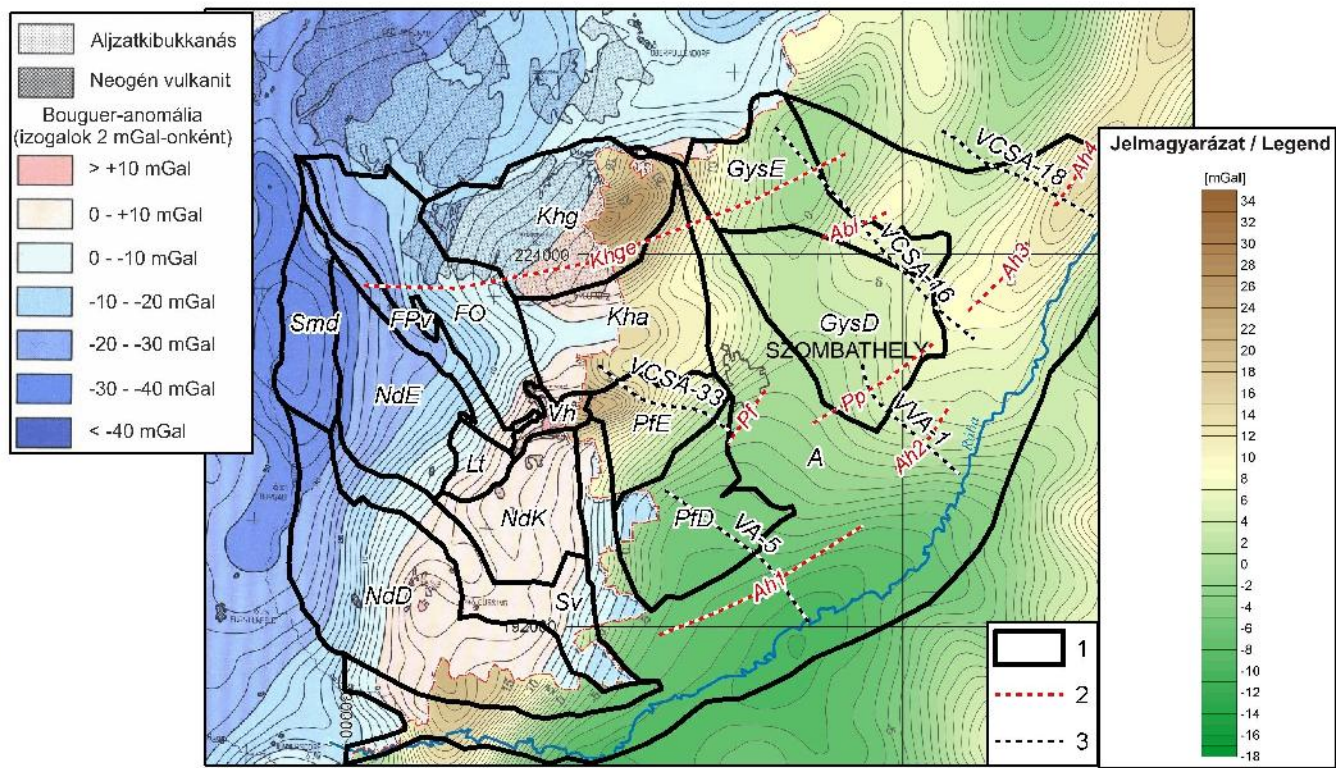 Aljzatkibukkanás
Neogén vulkanit
Bouguer-anomália
(izogalok 2 mGal-onként)
> +10 mGal
0 - +10 mGal
0 - -10 mGal
-10 - -20 mGal
-20 - -30 mGal
-30 - -40 mGal
< -40 mGal
Jelmagyarázat / Legend
[mGal]
34
32
30
28
26
24
22
20
18
16
14
12
10
8
6
4
2
0
-2
-4
-6
-8
-10
-12
-14
-16
-18
VCSA-18
Ah4
GysE
Khg
Khge
224000
Abl
VCSA-16
Ah3
Smd
FPv
FO
Kha
GysD
SZOMBATHELY
NdE
VCSA-33
Vh
PfE
Pf
Pp
VVA-1
Ah2
A
Lt
NdK
PfD
VA-5
Ah1
NdD
Sv
192000
Rába
1
2
3